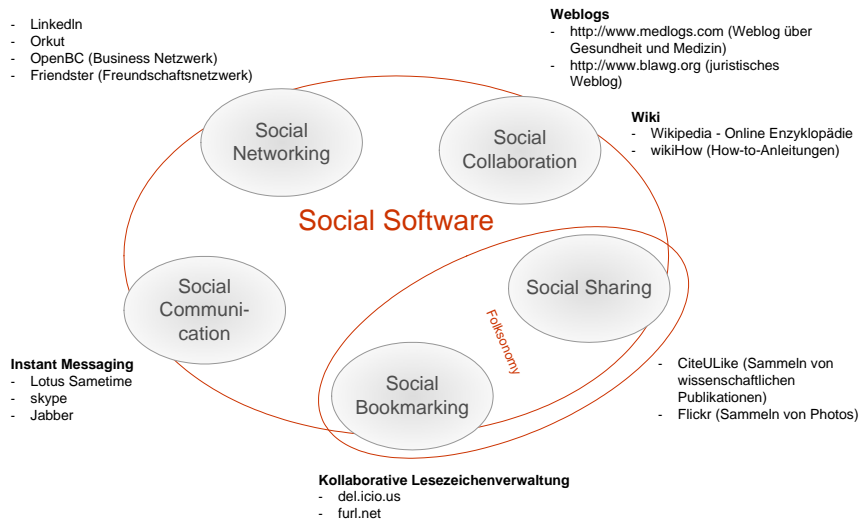 - LinkedIn
- Orkut
- OpenBC (Business Netzwerk)
- Friendster (Freundschaftsnetzwerk)
Weblogs
- http://www.medlogs.com (Weblog über
Gesundheit und Medizin)
- http://www.blawg.org (juristisches
Weblog)
Wiki
- Wikipedia - Online Enzyklopädie
- wikiHow (How-to-Anleitungen)
Social
Networking
Social
Collaboration
Social Software
Social
Communi-
cation
Social Sharing
Folksonomy
Social
Bookmarking
Instant Messaging
- Lotus Sametime
- skype
- Jabber
- CiteULike (Sammeln von
wissenschaftlichen
Publikationen)
- Flickr (Sammeln von Photos)
Kollaborative Lesezeichenverwaltung
- del.icio.us
- furl.net